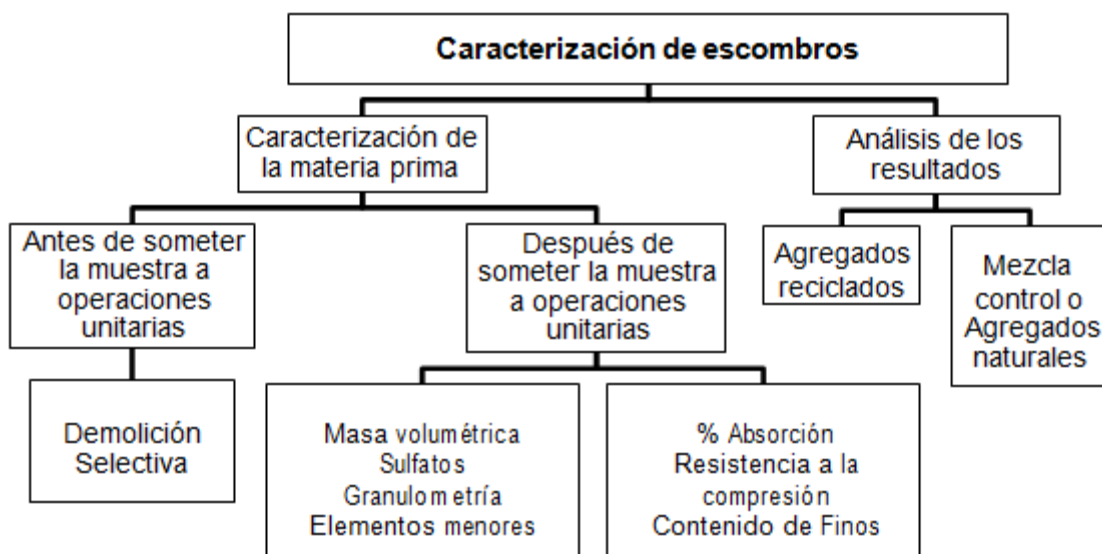 Caracterización de escombros
Caracterización de
la materia prima
Análisis de los
resultados
Antes de someter
la muestra a
operaciones
unitarias
Después de
someter la muestra
a operaciones
unitarias
Agregados
reciclados
Mezcla
control o
Agregados
naturales
Demolición
Selectiva
Masa volumétrica
Sulfatos
Granulometría
Elementos menores
% Absorción
Resistencia a la
compresión
Contenido de Finos